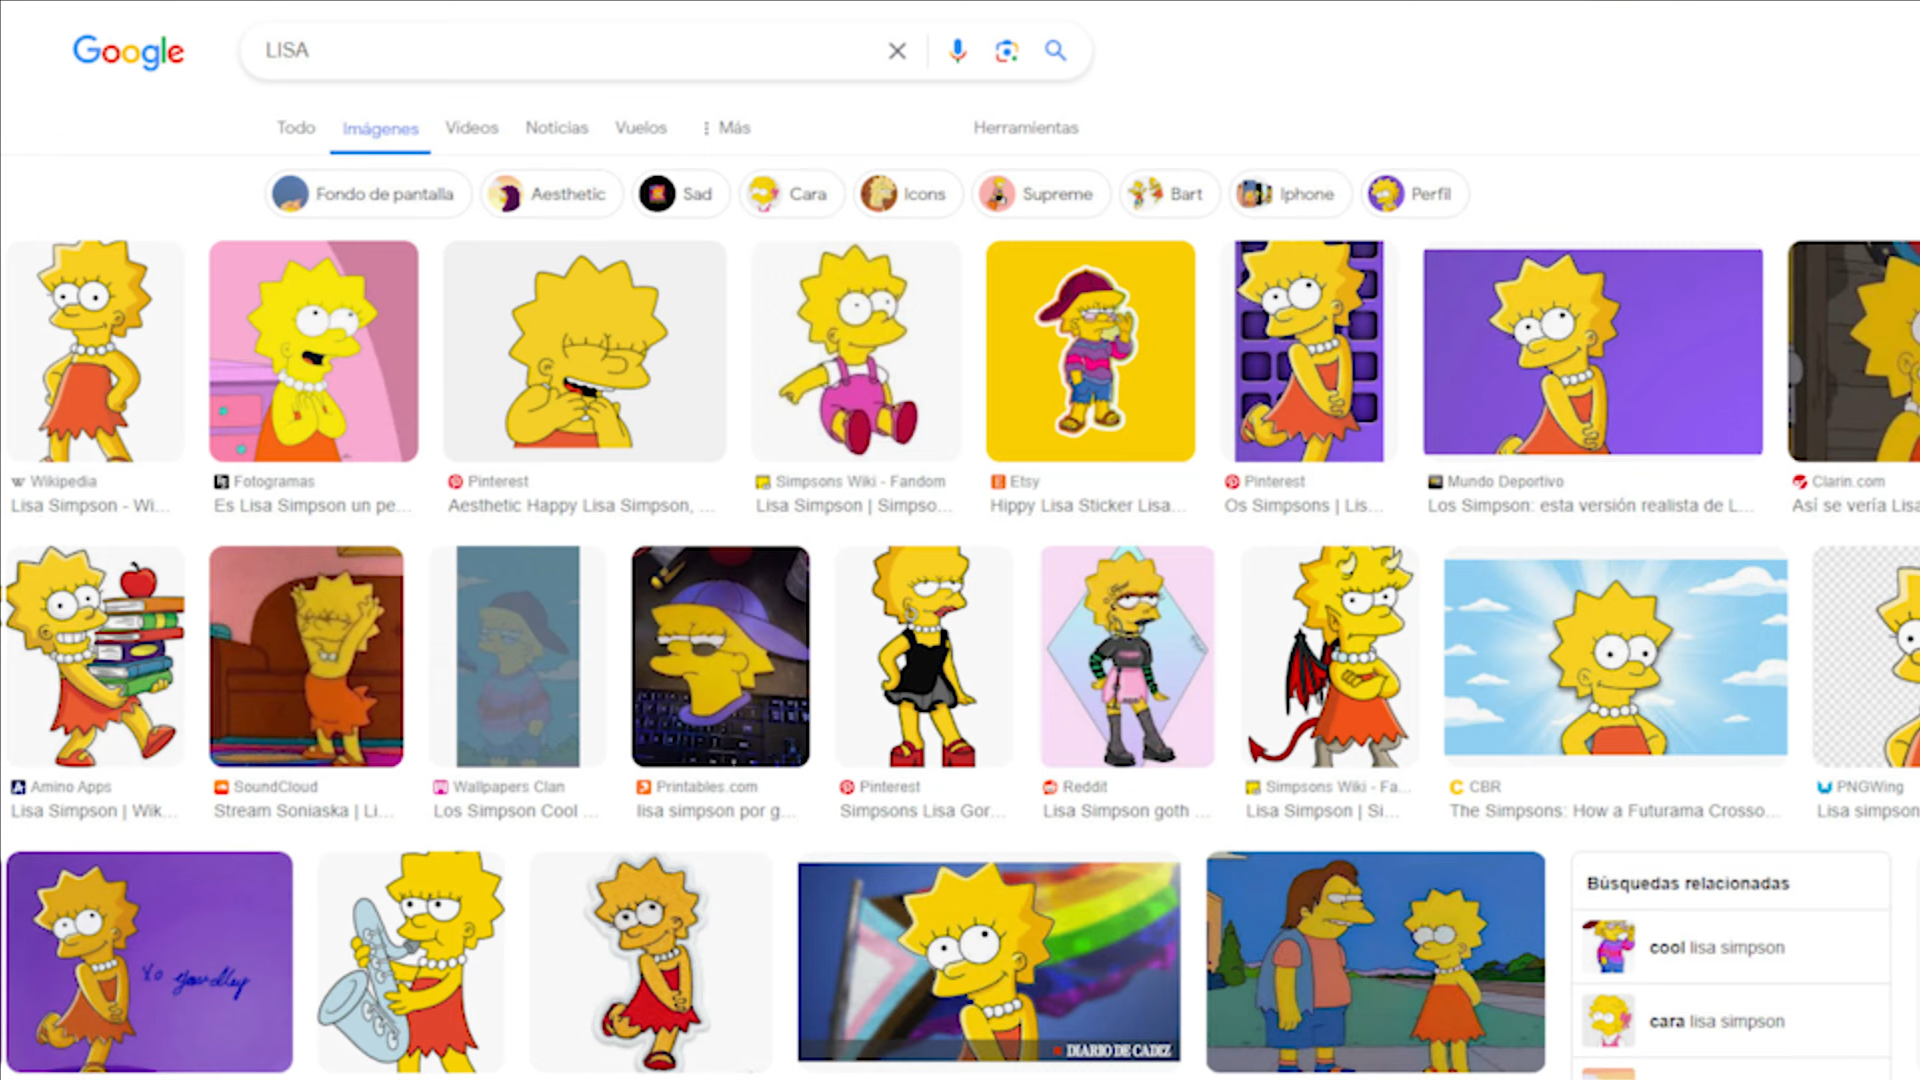 Google
LISA
Todo Imágenes Vídeos Noticias Vuelos Más Herramientas
Fondo de pantalla Aesthetic Sad Cara Icons Supreme Bart Iphone Perfil
Wikipedia Fotogramas Pinterest Simpsons Wiki - Fandom Etsy Pinterest Mundo Deportivo Clarin.com
Lisa Simpson - Wi... Es Lisa Simpson un pe... Aesthetic Happy Lisa Simpson, ... Lisa Simpson | Simpso... Hippy Lisa Sticker Lisa... Os Simpsons | Lis... Los Simpson: esta versión realista de L... Así se vería Lisa
Amino Apps SoundCloud Wallpapers Clan Printables.com Pinterest Reddit Simpsons Wiki - Fa... CBR PNGWing
Lisa Simpson | Wik... Stream Soniaska | Li... Los Simpson Cool ... lisa simpson por g... Simpsons Lisa Gor... Lisa Simpson goth ... Lisa Simpson | Si... The Simpsons: How a Futurama Crosso... Lisa simpson
Búsquedas relacionadas
cool lisa simpson
Yo
cara lisa simpson
DIARIO DE CADIZ